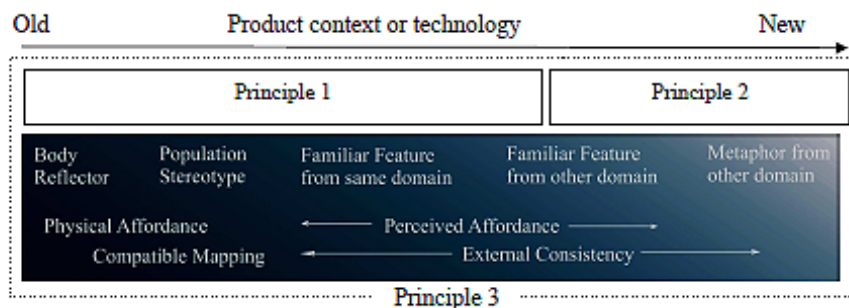 Old Product context or technology New
Principle 1 Principle 2
Body Population Familiar Feature Familiar Feature Metaphor from
Reflector Stereotype from same domain from other domain other domain
Physical Affordance Perceived Affordance
Compatible Mapping External Consistency
Principle 3